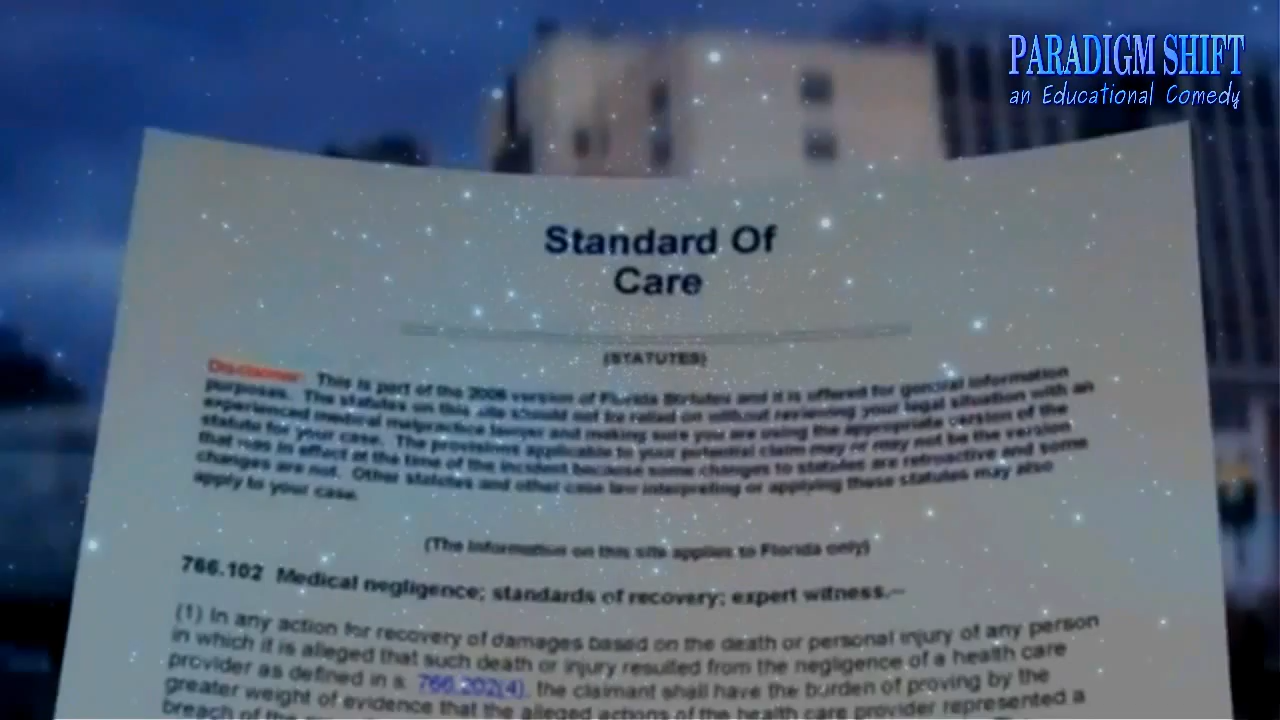 PARADIGM SHIFT
an Educational Comedy
Standard Of
Care
(STATUTES)
Disclaimer: This is part of the 2006 version of Florida Statutes and it is offered for general information
purposes. The statutes on this site should not be relied on without reviewing your legal situation with an
experienced medical malpractice lawyer and making sure you are using the appropriate version of the
statute for your case. The provisions applicable to your potential claim may or may not be the version
that was in effect at the time of the incident because some changes to statutes are retroactive and some
changes are not. Other statutes and other case law interpreting or applying these statutes may also
apply to your case.
(The information on this site applies to Florida only)
766.102 Medical negligence; standards of recovery; expert witness.--
(1) In any action for recovery of damages based on the death or personal injury of any person
in which it is alleged that such death or injury resulted from the negligence of a health care
provider as defined in s. 766.202(4), the claimant shall have the burden of proving by the
greater weight of evidence that the alleged actions of the health care provider represented a
breach of the